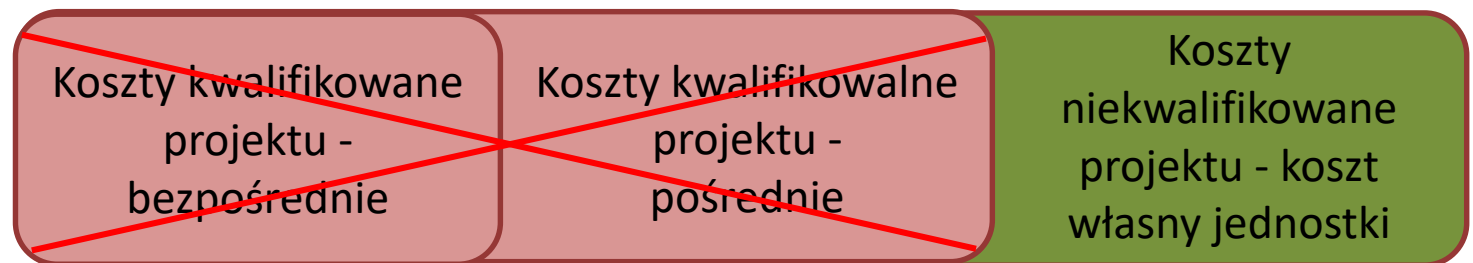 Koszty kwalifikowane
projektu -
bezpośrednie
Koszty kwalifikowalne
projektu -
pośrednie
Koszty
niekwalifikowane
projektu - koszt
własny jednostki